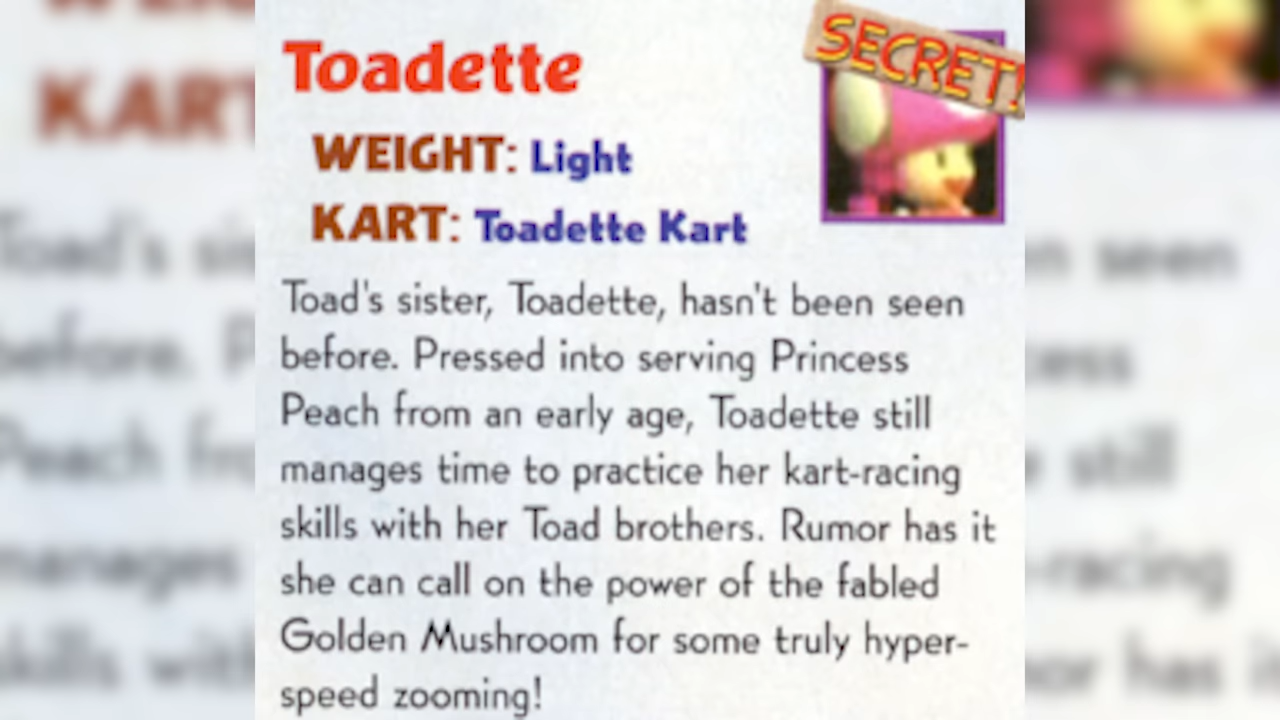 Toadette
SECRET!
WEIGHT: Light
KART: Toadette Kart
Toad's sister, Toadette, hasn't been seen
before. Pressed into serving Princess
Peach from an early age, Toadette still
manages time to practice her kart-racing
skills with her Toad brothers. Rumor has it
she can call on the power of the fabled
Golden Mushroom for some truly hyper-
speed zooming!